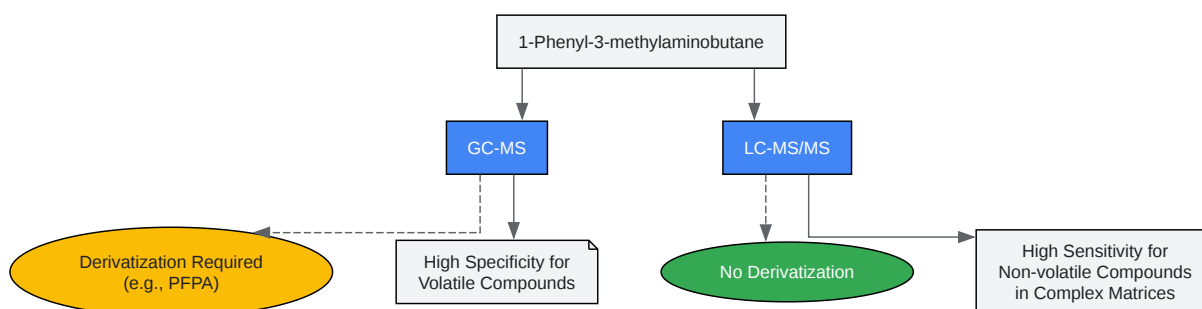 1-Phenyl-3-methylaminobutane
GC-MS
LC-MS/MS
Derivatization Required
(e.g., PFPA)
High Specificity for
Volatile Compounds
No Derivatization
High Sensitivity for
Non-volatile Compounds
in Complex Matrices